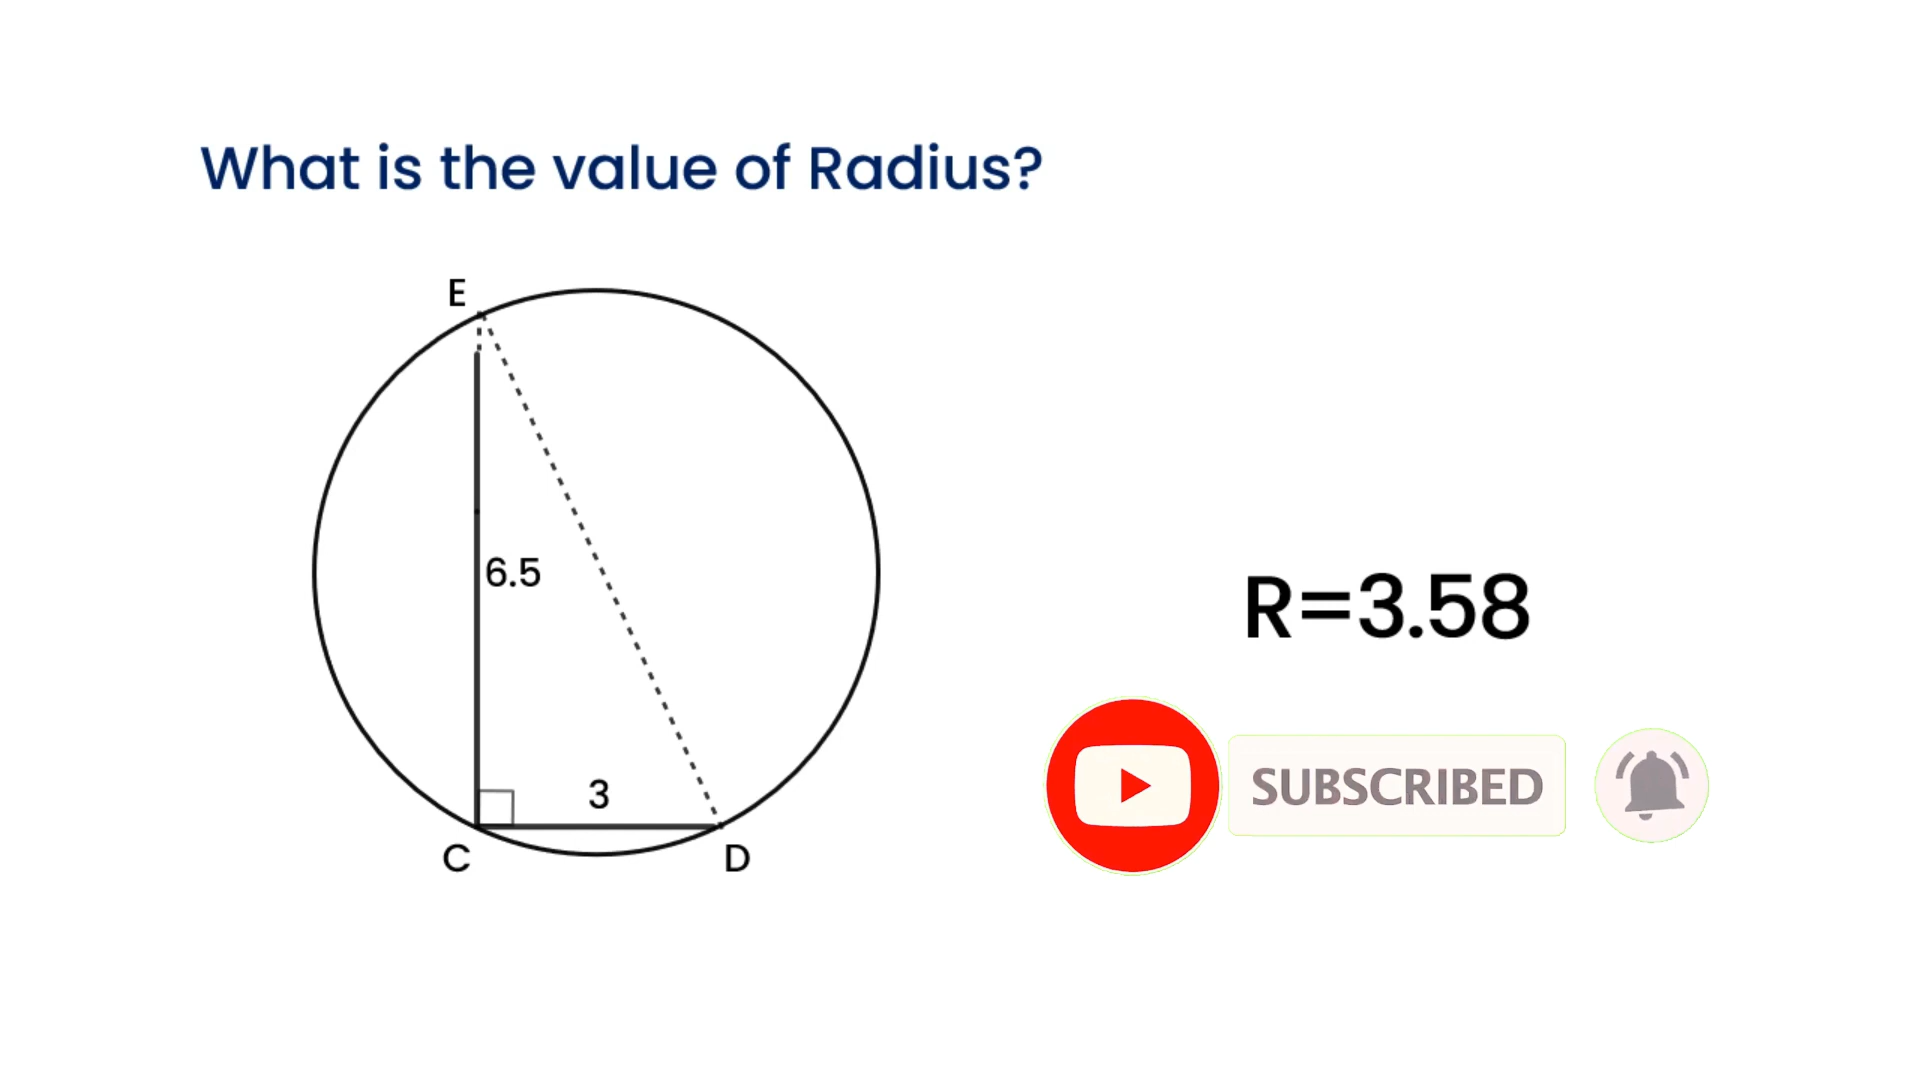 What is the value of Radius?
E
6.5
R=3.58
3
SUBSCRIBED
C
D